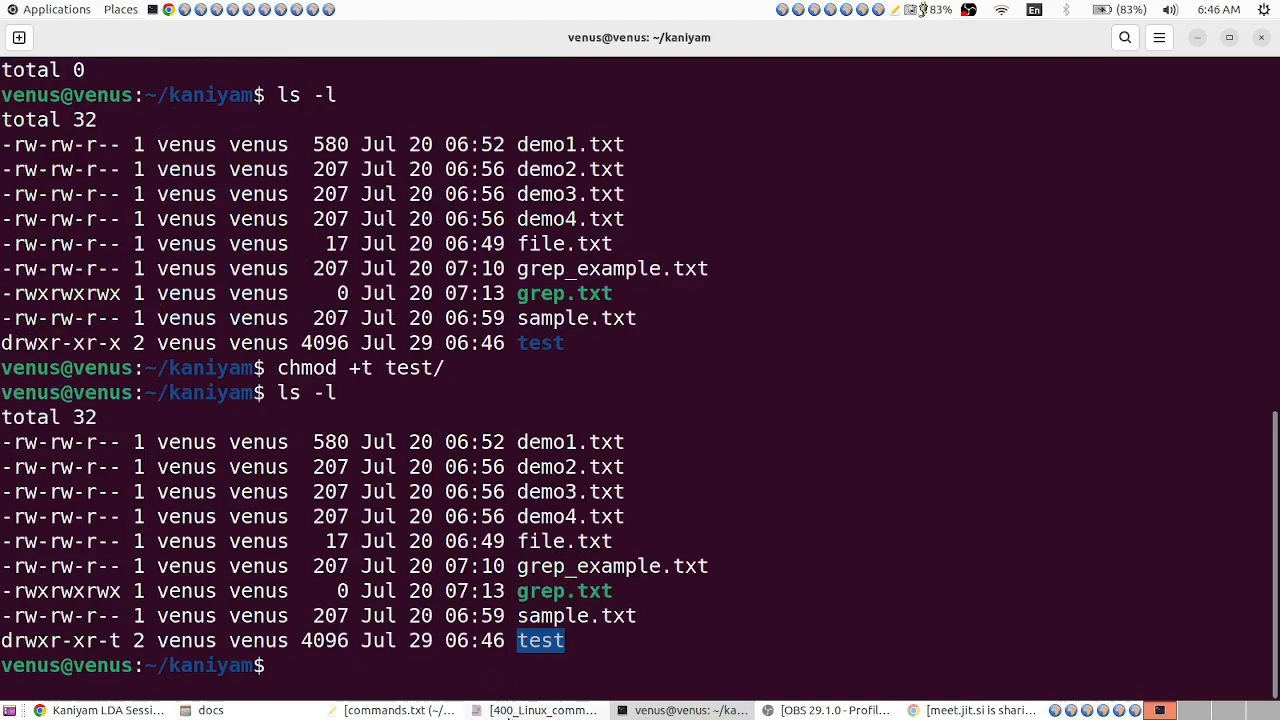 Applications Places 83% En (83%) 6:46 AM
venus@venus: ~/kaniyam
total 0
venus@venus:~/kaniyam$ ls -l
total 32
-rw-rw-r-- 1 venus venus  580 Jul 20 06:52 demo1.txt
-rw-rw-r-- 1 venus venus  207 Jul 20 06:56 demo2.txt
-rw-rw-r-- 1 venus venus  207 Jul 20 06:56 demo3.txt
-rw-rw-r-- 1 venus venus  207 Jul 20 06:56 demo4.txt
-rw-rw-r-- 1 venus venus   17 Jul 20 06:49 file.txt
-rw-rw-r-- 1 venus venus  207 Jul 20 07:10 grep_example.txt
-rwxrwxrwx 1 venus venus    0 Jul 20 07:13 grep.txt
-rw-rw-r-- 1 venus venus  207 Jul 20 06:59 sample.txt
drwxr-xr-x 2 venus venus 4096 Jul 29 06:46 test
venus@venus:~/kaniyam$ chmod +t test/
venus@venus:~/kaniyam$ ls -l
total 32
-rw-rw-r-- 1 venus venus  580 Jul 20 06:52 demo1.txt
-rw-rw-r-- 1 venus venus  207 Jul 20 06:56 demo2.txt
-rw-rw-r-- 1 venus venus  207 Jul 20 06:56 demo3.txt
-rw-rw-r-- 1 venus venus  207 Jul 20 06:56 demo4.txt
-rw-rw-r-- 1 venus venus   17 Jul 20 06:49 file.txt
-rw-rw-r-- 1 venus venus  207 Jul 20 07:10 grep_example.txt
-rwxrwxrwx 1 venus venus    0 Jul 20 07:13 grep.txt
-rw-rw-r-- 1 venus venus  207 Jul 20 06:59 sample.txt
drwxr-xr-t 2 venus venus 4096 Jul 29 06:46 test
venus@venus:~/kaniyam$
Kaniyam LDA Sessi... docs [commands.txt (~/... [400_Linux_comm... venus@venus: ~/ka... [OBS 29.1.0 - Profil... [meet.jit.si is sharin...